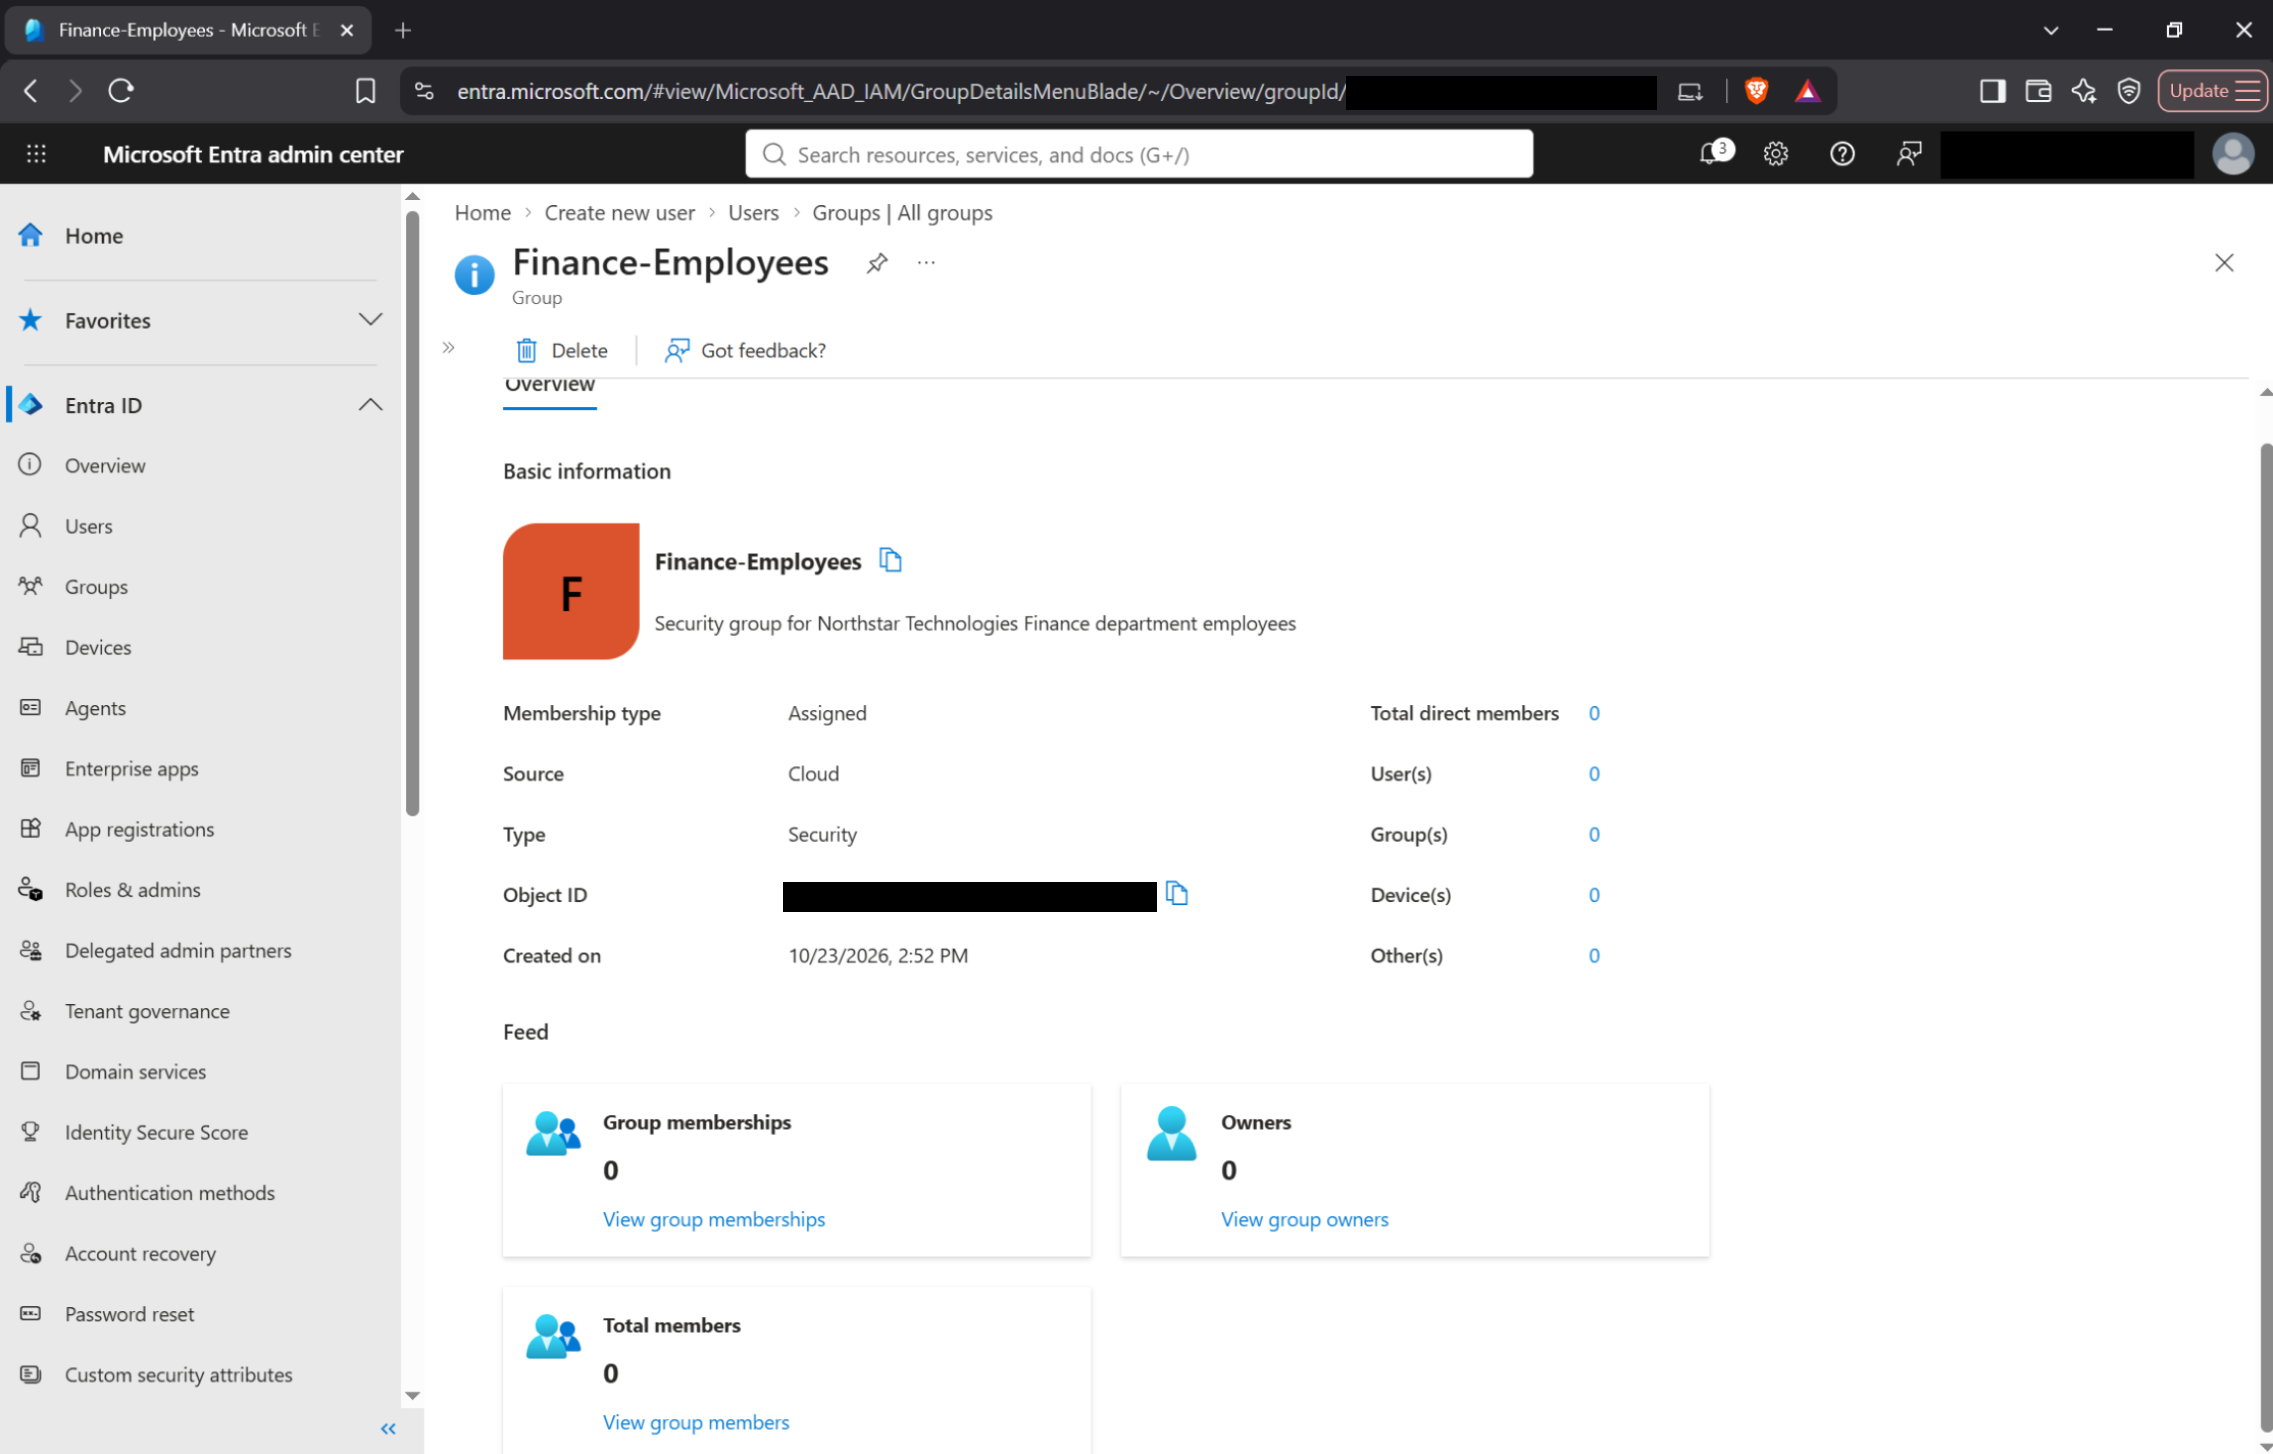 Finance-Employees - Microsoft E
entra.microsoft.com/#view/Microsoft_AAD_IAM/GroupDetailsMenuBlade/~/Overview/groupId/
Update
Microsoft Entra admin center
Search resources, services, and docs (G+/)
3
Home
Favorites
Entra ID
Overview
Users
Groups
Devices
Agents
Enterprise apps
App registrations
Roles & admins
Delegated admin partners
Tenant governance
Domain services
Identity Secure Score
Authentication methods
Account recovery
Password reset
Custom security attributes
Home > Create new user > Users > Groups | All groups
Finance-Employees
Group
Delete
Got feedback?
Overview
Basic information
F
Finance-Employees
Security group for Northstar Technologies Finance department employees
Membership type Assigned
Total direct members 0
Source Cloud
User(s) 0
Type Security
Group(s) 0
Object ID
Device(s) 0
Created on 10/23/2026, 2:52 PM
Other(s) 0
Feed
Group memberships
0
View group memberships
Owners
0
View group owners
Total members
0
View group members